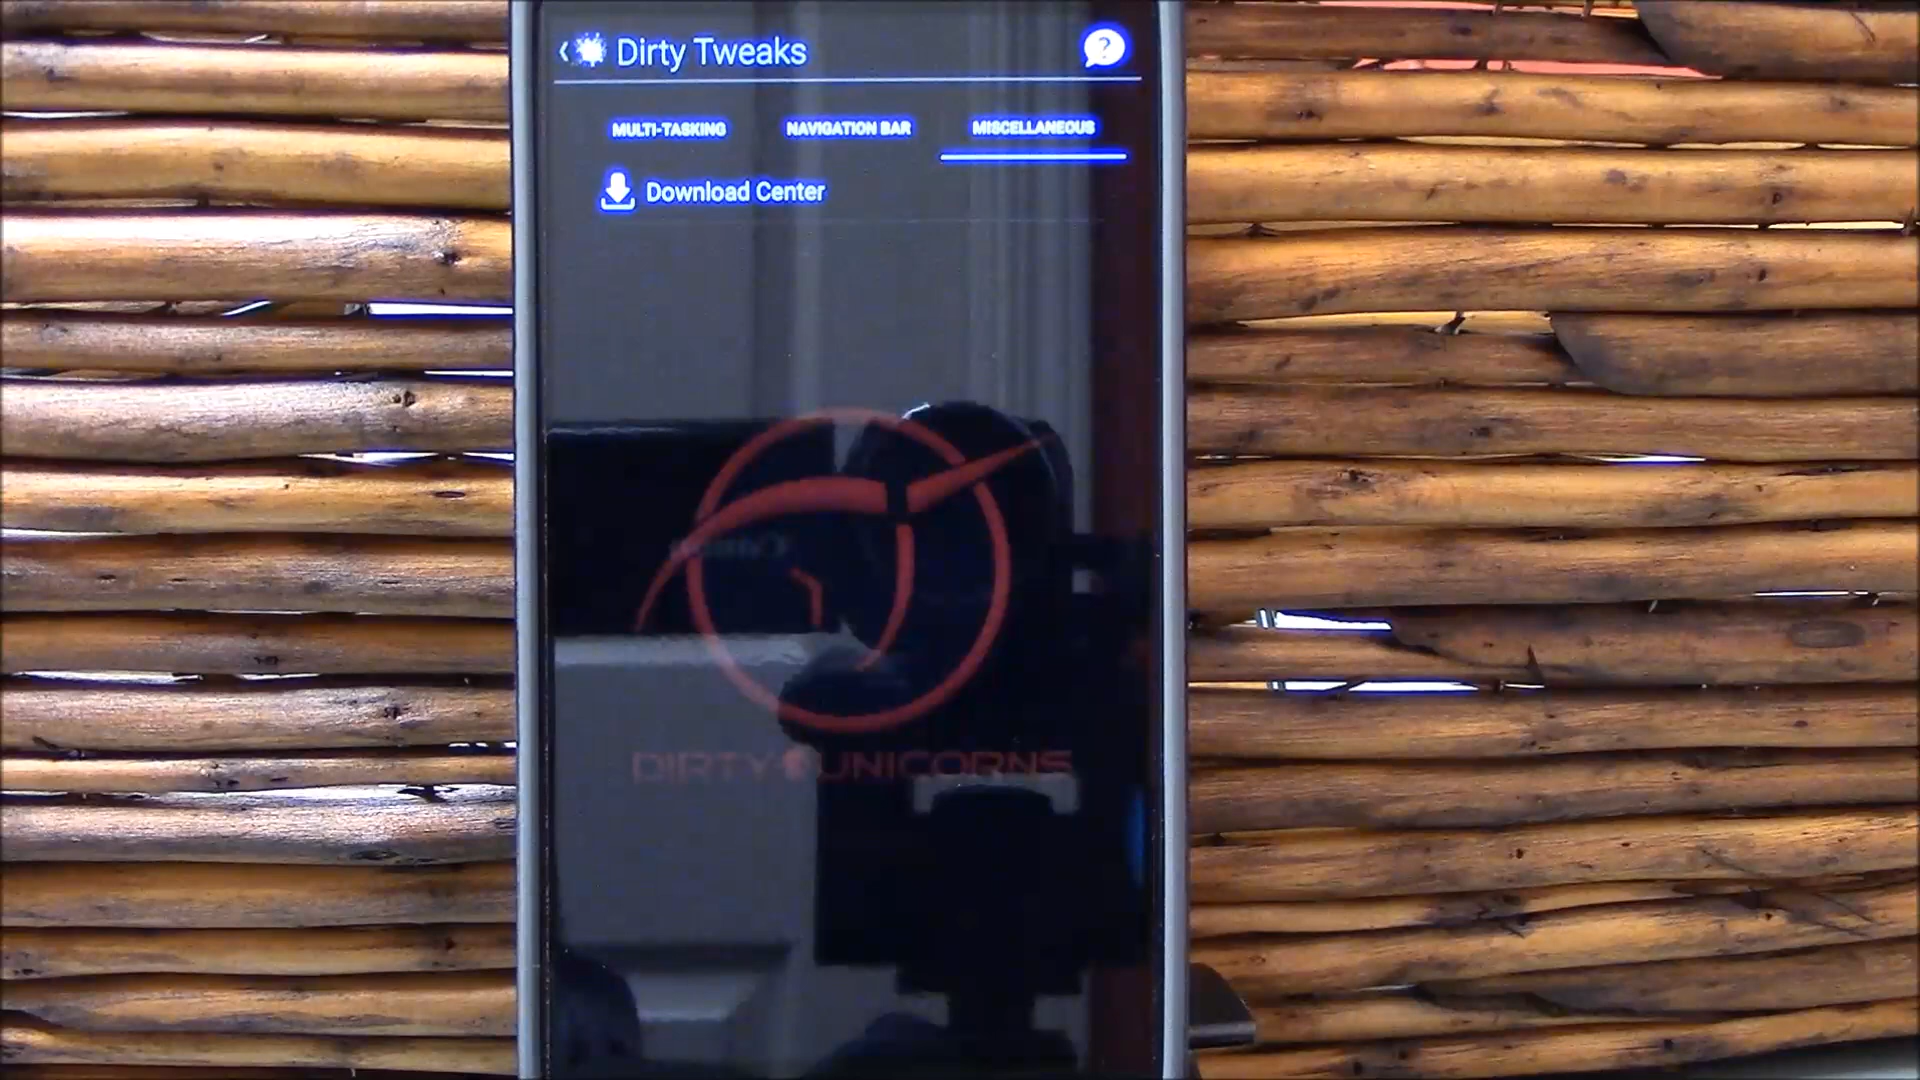 Dirty Tweaks
MULTI-TASKING NAVIGATION BAR MISCELLANEOUS
Download Center
DIRTY UNICORNS